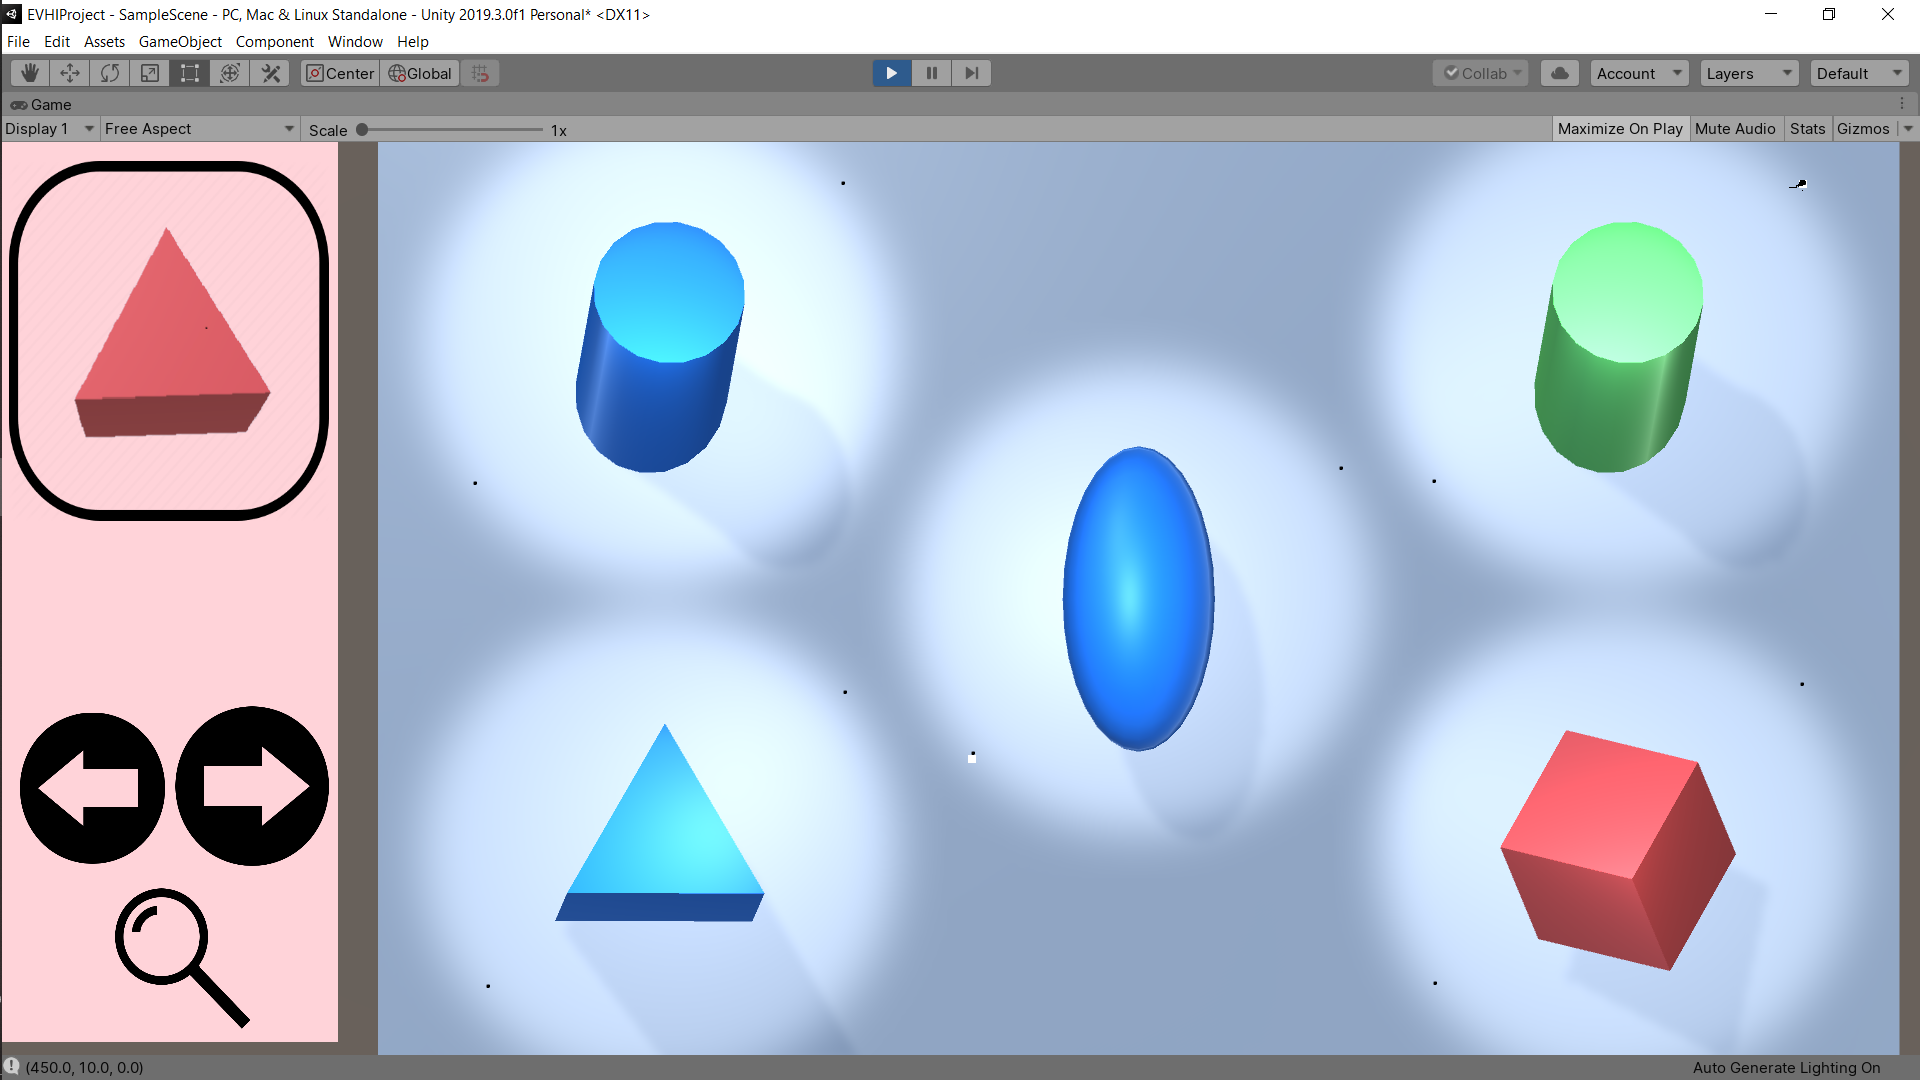 EVHIProject - SampleScene - PC, Mac & Linux Standalone - Unity 2019.3.0f1 Personal* <DX11>
File Edit Assets GameObject Component Window Help
Center Global Collab Account Layers Default
Game
Display 1 Free Aspect Scale 1x Maximize On Play Mute Audio Stats Gizmos
(450.0, 10.0, 0.0) Auto Generate Lighting On